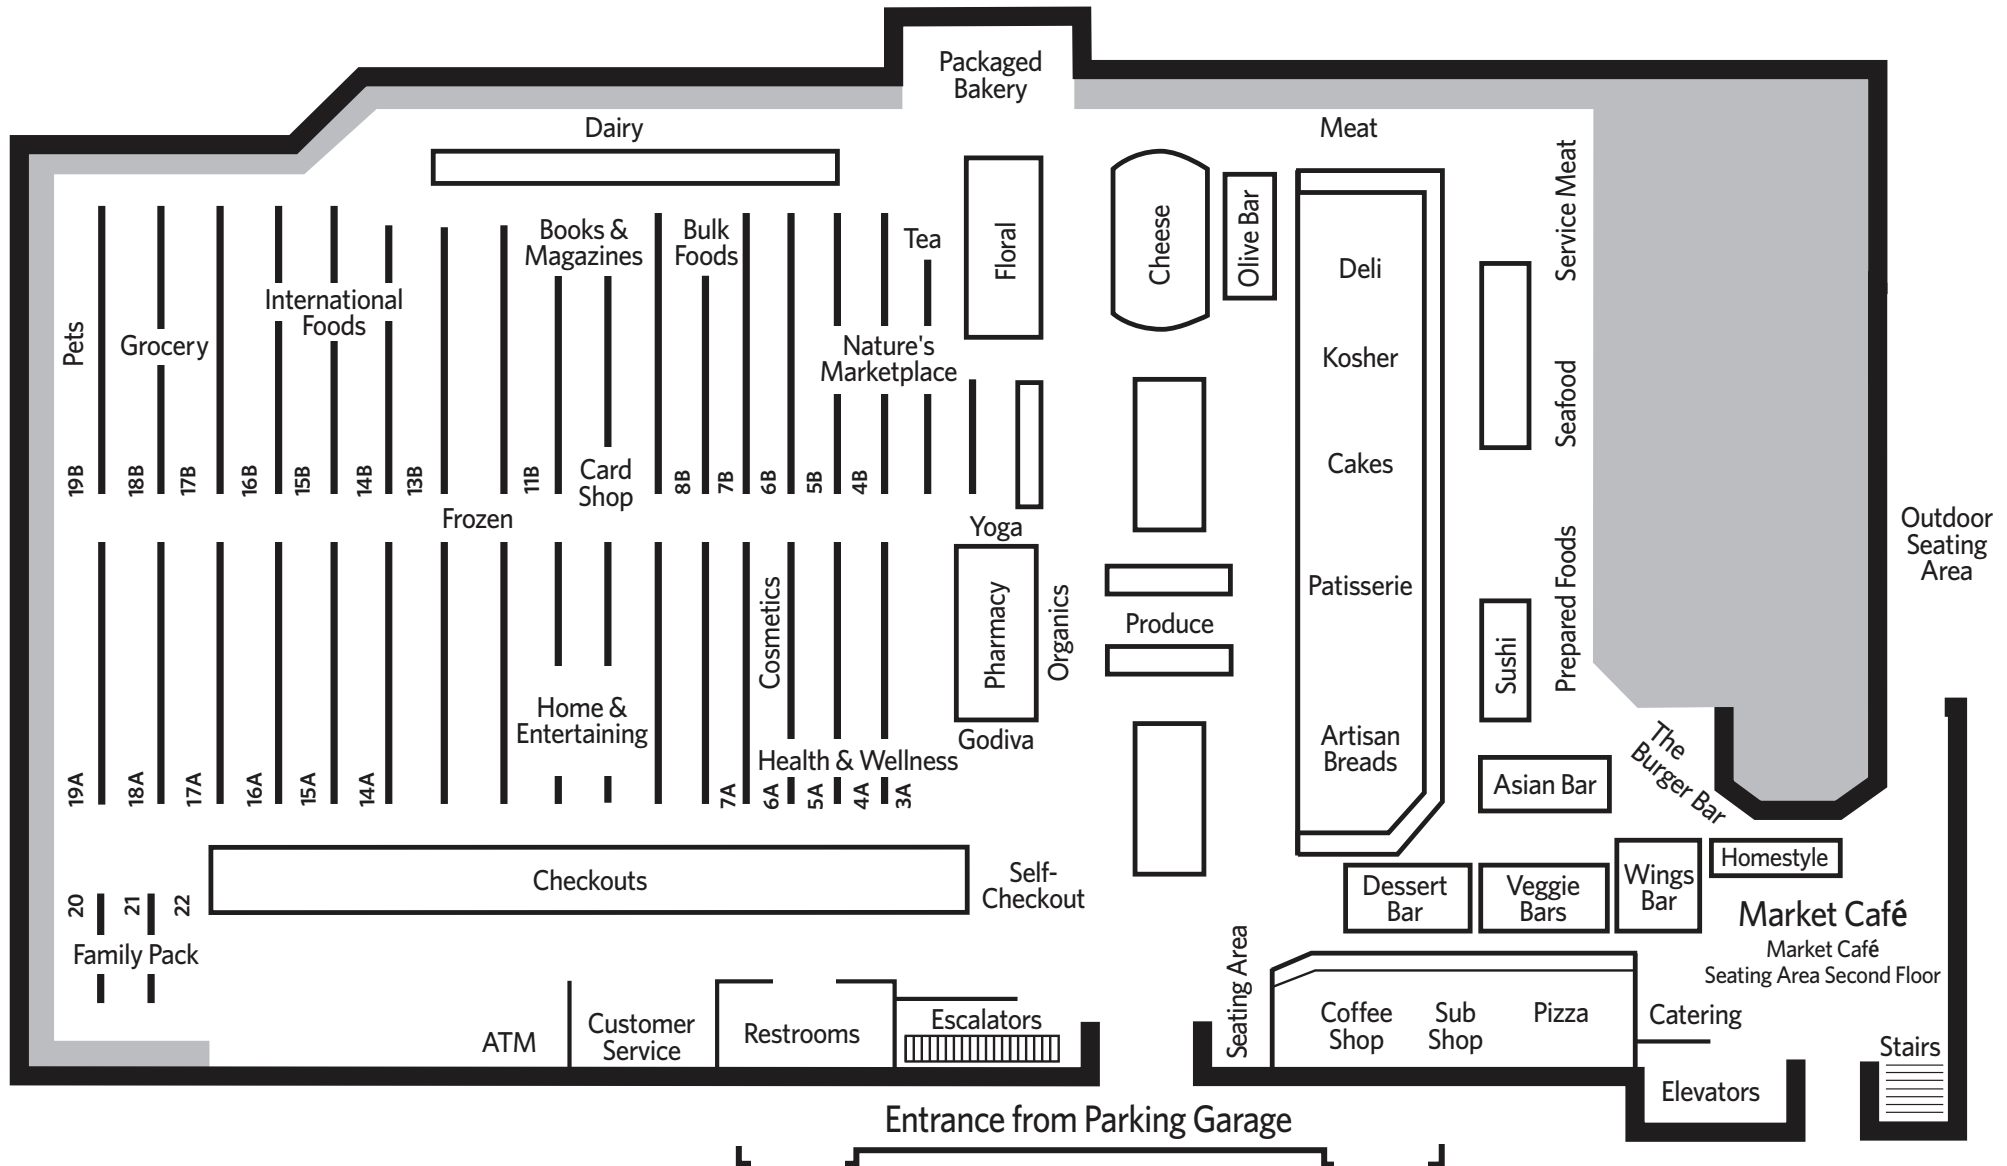 Packaged
Bakery
Dairy
Meat
Service Meat
Books &
Magazines
Bulk
Foods
Tea
Floral
Cheese
Olive Bar
Deli
International
Foods
Pets
Grocery
Nature's
Marketplace
Kosher
Seafood
Cakes
19B
18B
17B
16B
15B
14B
13B
11B
Card
Shop
8B
7B
6B
5B
4B
Frozen
Yoga
Outdoor
Seating
Area
Cosmetics
Pharmacy
Organics
Produce
Patisserie
Sushi
Prepared Foods
Home &
Entertaining
Godiva
Artisan
Breads
The
Burger Bar
Health & Wellness
Asian Bar
19A
18A
17A
16A
15A
14A
7A
6A
5A
4A
3A
Checkouts
Self-
Checkout
Dessert
Bar
Veggie
Bars
Wings
Bar
Homestyle
20
21
22
Family Pack
Market Café
Market Café
Seating Area Second Floor
Seating Area
ATM
Customer
Service
Restrooms
Escalators
Coffee
Shop
Sub
Shop
Pizza
Catering
Stairs
Elevators
Entrance from Parking Garage